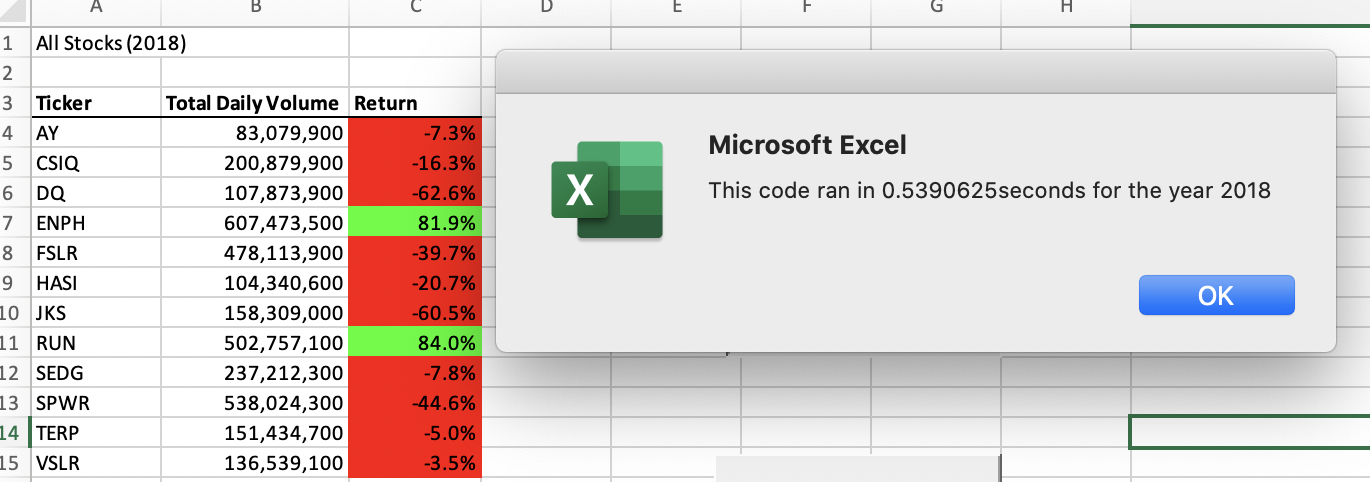 A B C D E F G H
1 All Stocks (2018)
2
3 Ticker Total Daily Volume Return
4 AY 83,079,900 -7.3%
5 CSIQ 200,879,900 -16.3%
6 DQ 107,873,900 -62.6%
7 ENPH 607,473,500 81.9%
8 FSLR 478,113,900 -39.7%
9 HASI 104,340,600 -20.7%
10 JKS 158,309,000 -60.5%
11 RUN 502,757,100 84.0%
12 SEDG 237,212,300 -7.8%
13 SPWR 538,024,300 -44.6%
14 TERP 151,434,700 -5.0%
15 VSLR 136,539,100 -3.5%
Microsoft Excel
X
This code ran in 0.5390625seconds for the year 2018
OK